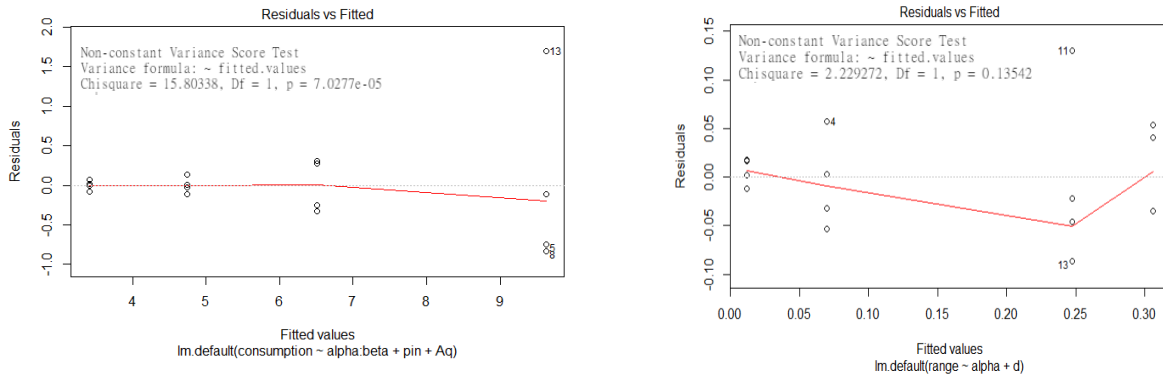 Residuals vs Fitted
2.0
1.5
1.0
0.5
0.0
-0.5
-1.0
Residuals
Non-constant Variance Score Test
Variance formula: ~ fitted.values
Chisquare = 15.80338, Df = 1, p = 7.0277e-05
13
5
8
4 5 6 7 8 9
Fitted values
lm.default(consumption ~ alpha:beta + pin + Aq)
Residuals vs Fitted
0.15
0.10
0.05
0.00
-0.05
-0.10
Residuals
Non-constant Variance Score Test
Variance formula: ~ fitted.values
Chisquare = 2.229272, Df = 1, p = 0.13542
11
4
13
0.00 0.05 0.10 0.15 0.20 0.25 0.30
Fitted values
lm.default(range ~ alpha + d)